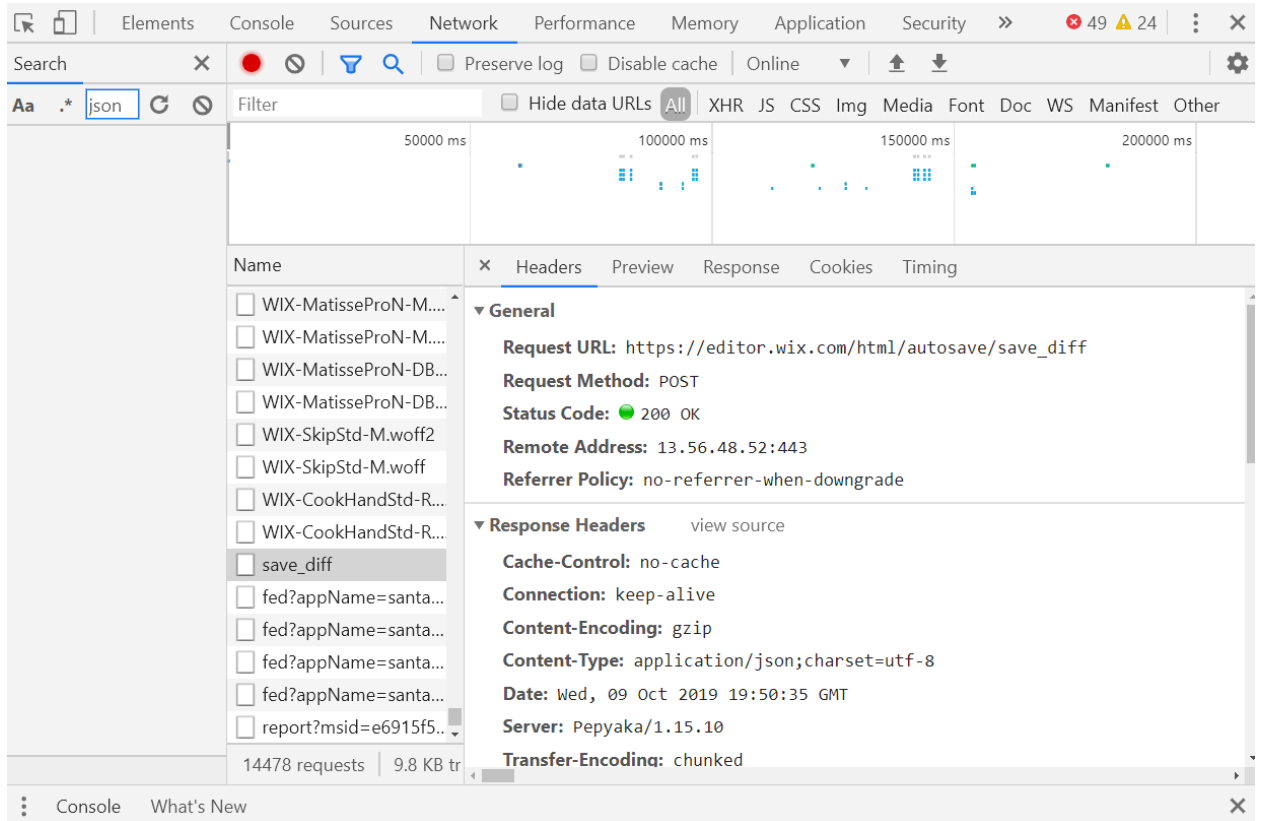 Elements Console Sources Network Performance Memory Application Security » 49 24
Search
Preserve log Disable cache Online
Aa .* json
Filter Hide data URLs All XHR JS CSS Img Media Font Doc WS Manifest Other
50000 ms 100000 ms 150000 ms 200000 ms
Name
Headers Preview Response Cookies Timing
WIX-MatisseProN-M....
WIX-MatisseProN-M....
WIX-MatisseProN-DB...
WIX-MatisseProN-DB...
WIX-SkipStd-M.woff2
WIX-SkipStd-M.woff
WIX-CookHandStd-R...
WIX-CookHandStd-R...
save_diff
fed?appName=santa...
fed?appName=santa...
fed?appName=santa...
fed?appName=santa...
report?msid=e6915f5...
14478 requests 9.8 KB tr
General
Request URL: https://editor.wix.com/html/autosave/save_diff
Request Method: POST
Status Code: 200 OK
Remote Address: 13.56.48.52:443
Referrer Policy: no-referrer-when-downgrade
Response Headers view source
Cache-Control: no-cache
Connection: keep-alive
Content-Encoding: gzip
Content-Type: application/json;charset=utf-8
Date: Wed, 09 Oct 2019 19:50:35 GMT
Server: Pepyaka/1.15.10
Transfer-Encoding: chunked
Console What's New